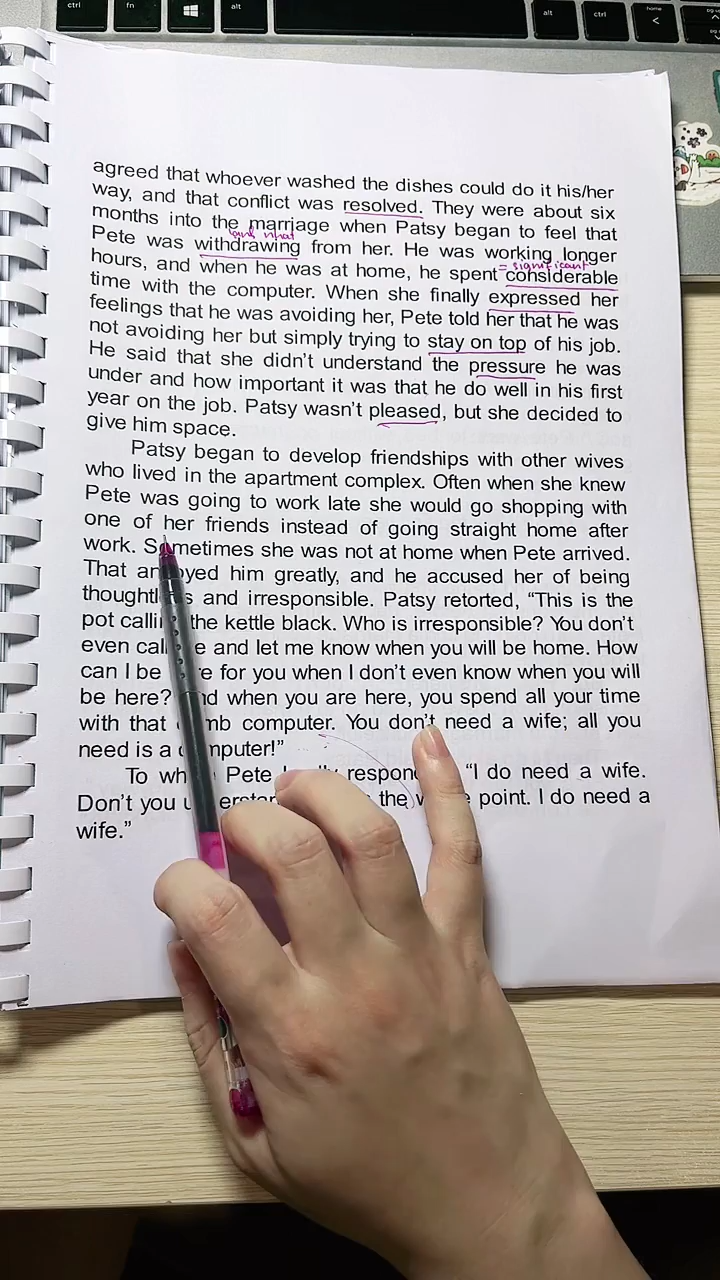 ctrl fn alt alt ctrl home
agreed that whoever washed the dishes could do it his/her
way, and that conflict was resolved. They were about six
months into the marriage when Patsy began to feel that
Pete was withdrawing from her. He was working longer
= significant
hours, and when he was at home, he spent considerable
time with the computer. When she finally expressed her
feelings that he was avoiding her, Pete told her that he was
not avoiding her but simply trying to stay on top of his job.
He said that she didn't understand the pressure he was
under and how important it was that he do well in his first
year on the job. Patsy wasn't pleased, but she decided to
give him space.
Patsy began to develop friendships with other wives
who lived in the apartment complex. Often when she knew
Pete was going to work late she would go shopping with
one of her friends instead of going straight home after
work. Sometimes she was not at home when Pete arrived.
That annoyed him greatly, and he accused her of being
and irresponsible. Patsy retorted, “This is the
pot the kettle black. Who is irresponsible? You don't
even and let me know when you will be home. How
can I be for you when I don't even know when you will
be here? And when you are here, you spend all your time
with that computer. You don't need a wife; all you
need is a computer!”
To Pete “I do need a wife.
Don't you the point. I do need a
wife.”